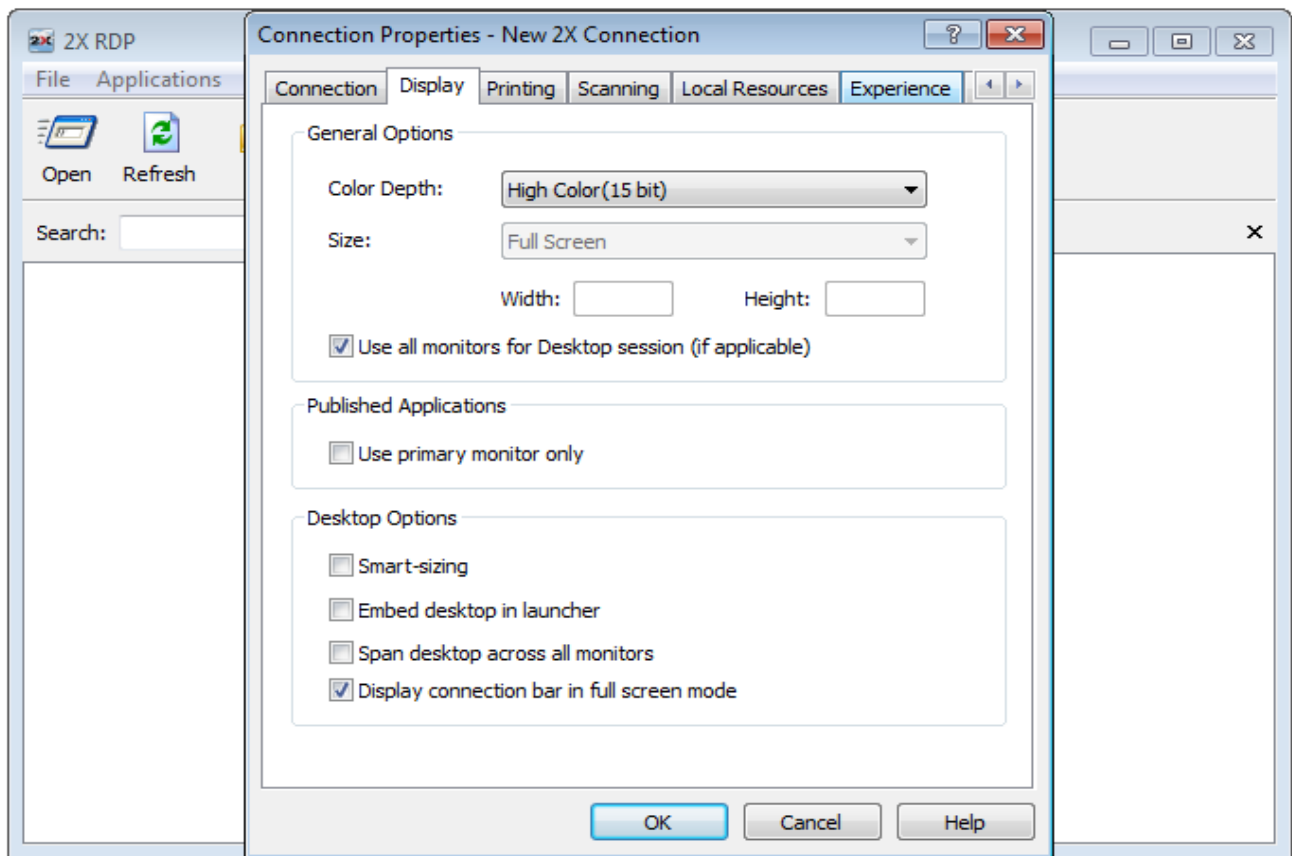 2X RDP
Connection Properties - New 2X Connection
File Applications
Connection Display Printing Scanning Local Resources Experience
Open Refresh
General Options
Color Depth: High Color(15 bit)
Size: Full Screen
Search:
Width: Height:
Use all monitors for Desktop session (if applicable)
Published Applications
Use primary monitor only
Desktop Options
Smart-sizing
Embed desktop in launcher
Span desktop across all monitors
Display connection bar in full screen mode
OK Cancel Help